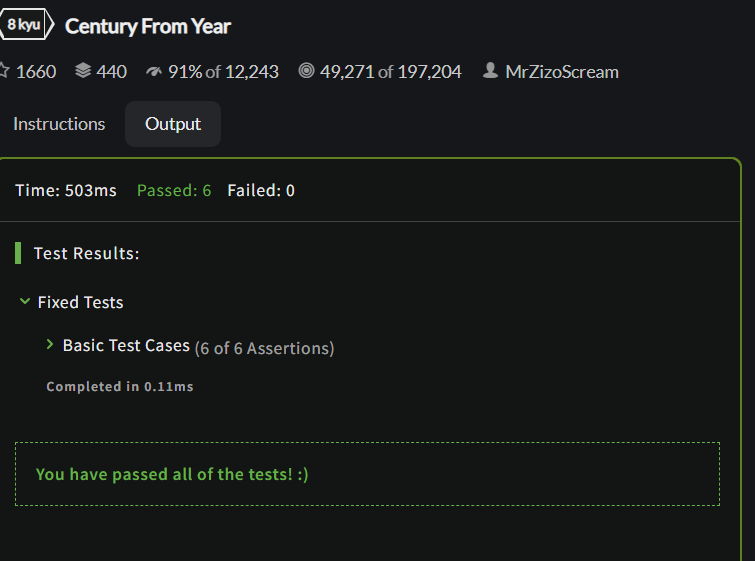 8 kyu Century From Year
1660 440 91% of 12,243 49,271 of 197,204 MrZizoScream
Instructions Output
Time: 503ms Passed: 6 Failed: 0
Test Results:
Fixed Tests
Basic Test Cases (6 of 6 Assertions)
Completed in 0.11ms
You have passed all of the tests! :)